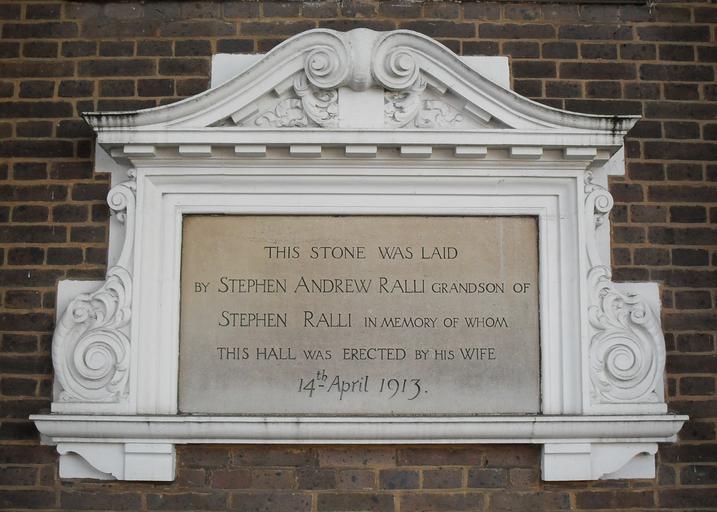 THIS STONE WAS LAID
BY STEPHEN ANDREW RALLI GRANDSON OF
STEPHEN RALLI IN MEMORY OF WHOM
THIS HALL WAS ERECTED BY HIS WIFE
14th April 1913.